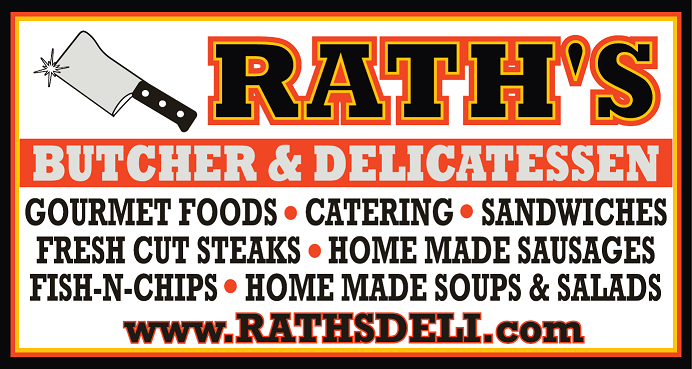 RATH'S
BUTCHER & DELICATESSEN
GOURMET FOODS • CATERING • SANDWICHES
FRESH CUT STEAKS • HOME MADE SAUSAGES
FISH-N-CHIPS • HOME MADE SOUPS & SALADS
www.RATHSDELI.com